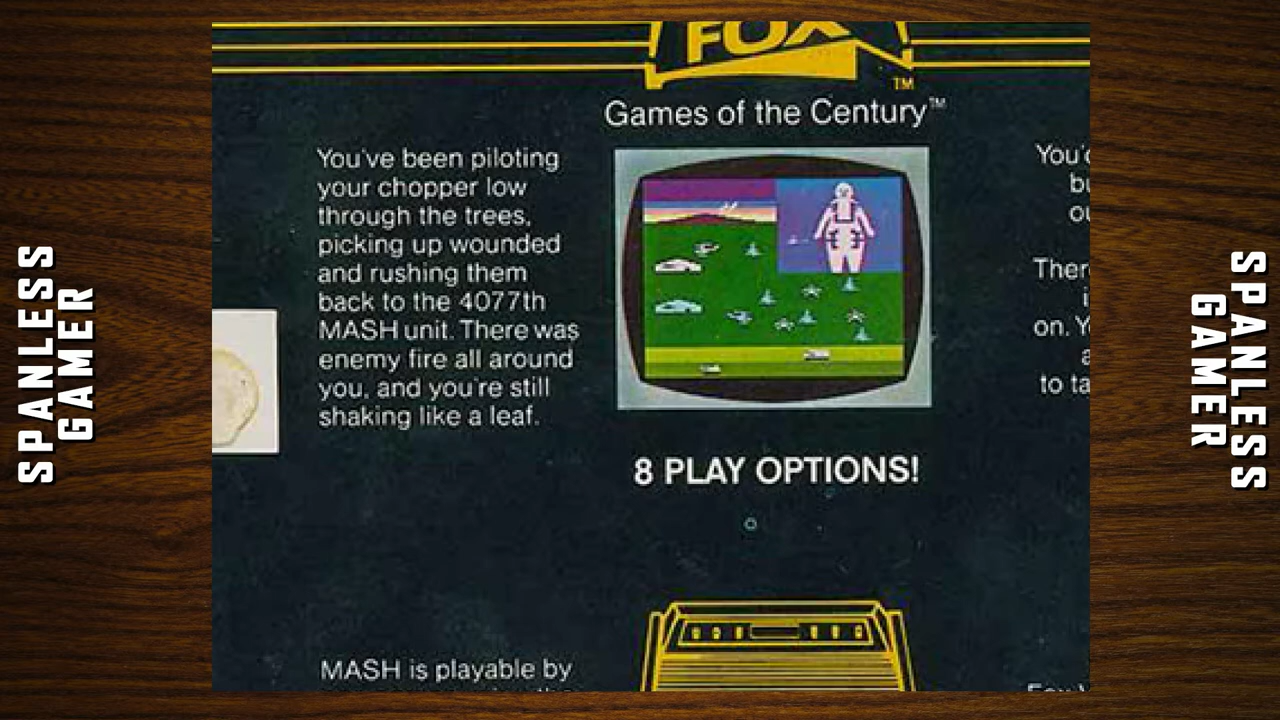 SPANLESS
GAMER
FOX
TM
Games of the Century™
You've been piloting
your chopper low
through the trees,
picking up wounded
and rushing them
back to the 4077th
MASH unit. There was
enemy fire all around
you, and you're still
shaking like a leaf.
8 PLAY OPTIONS!
MASH is playable by
on.
to
SPANLESS
GAMER